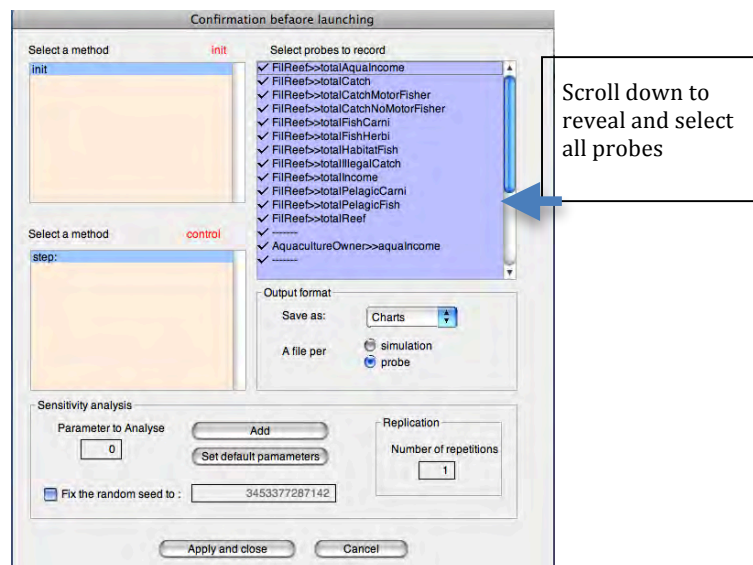 Confirmation befaore launching
Select a method init
init
Select probes to record
FilReef>>totalAquaIncome
FilReef>>totalCatch
FilReef>>totalCatchMotorFisher
FilReef>>totalCatchNoMotorFisher
FilReef>>totalFishCarni
FilReef>>totalFishHerbi
FilReef>>totalHabitatFish
FilReef>>totalIllegalCatch
FilReef>>totalIncome
FilReef>>totalPelagicCarni
FilReef>>totalPelagicFish
FilReef>>totalReef
-------
AquacultureOwner>>aquaIncome
-------
Scroll down to
reveal and select
all probes
Select a method control
step:
Output format
Save as: Charts
A file per simulation
probe
Sensitivity analysis
Parameter to Analyse
0
Add
Set default pamameters
Replication
Number of repetitions
1
Fix the random seed to : 3453377287142
Apply and close Cancel